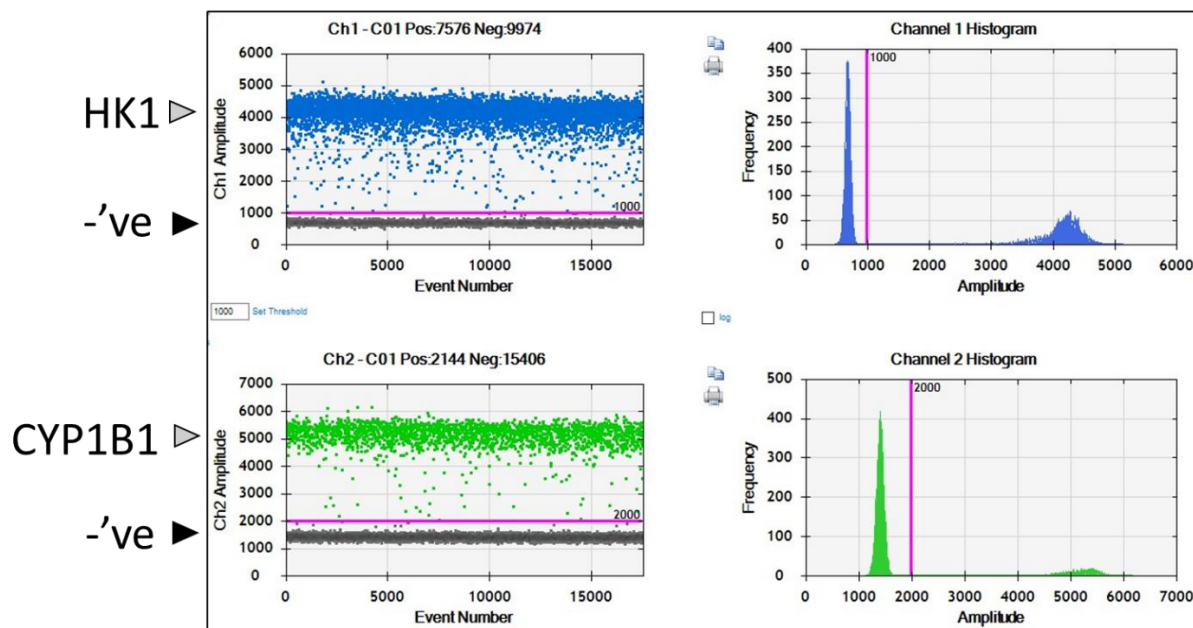 HK1
-’ve
CYP1B1
-’ve
Ch1 - C01 Pos:7576 Neg:9974
Ch1 Amplitude
6000
5000
4000
3000
2000
1000
0
1000
0 5000 10000 15000
Event Number
1000 Set Threshold
Channel 1 Histogram
Frequency
400
350
300
250
200
150
100
50
0
1000
0 1000 2000 3000 4000 5000 6000
Amplitude
log
Ch2 - C01 Pos:2144 Neg:15406
Ch2 Amplitude
7000
6000
5000
4000
3000
2000
1000
0
2000
0 5000 10000 15000
Event Number
Channel 2 Histogram
Frequency
500
400
300
200
100
0
2000
0 1000 2000 3000 4000 5000 6000 7000
Amplitude